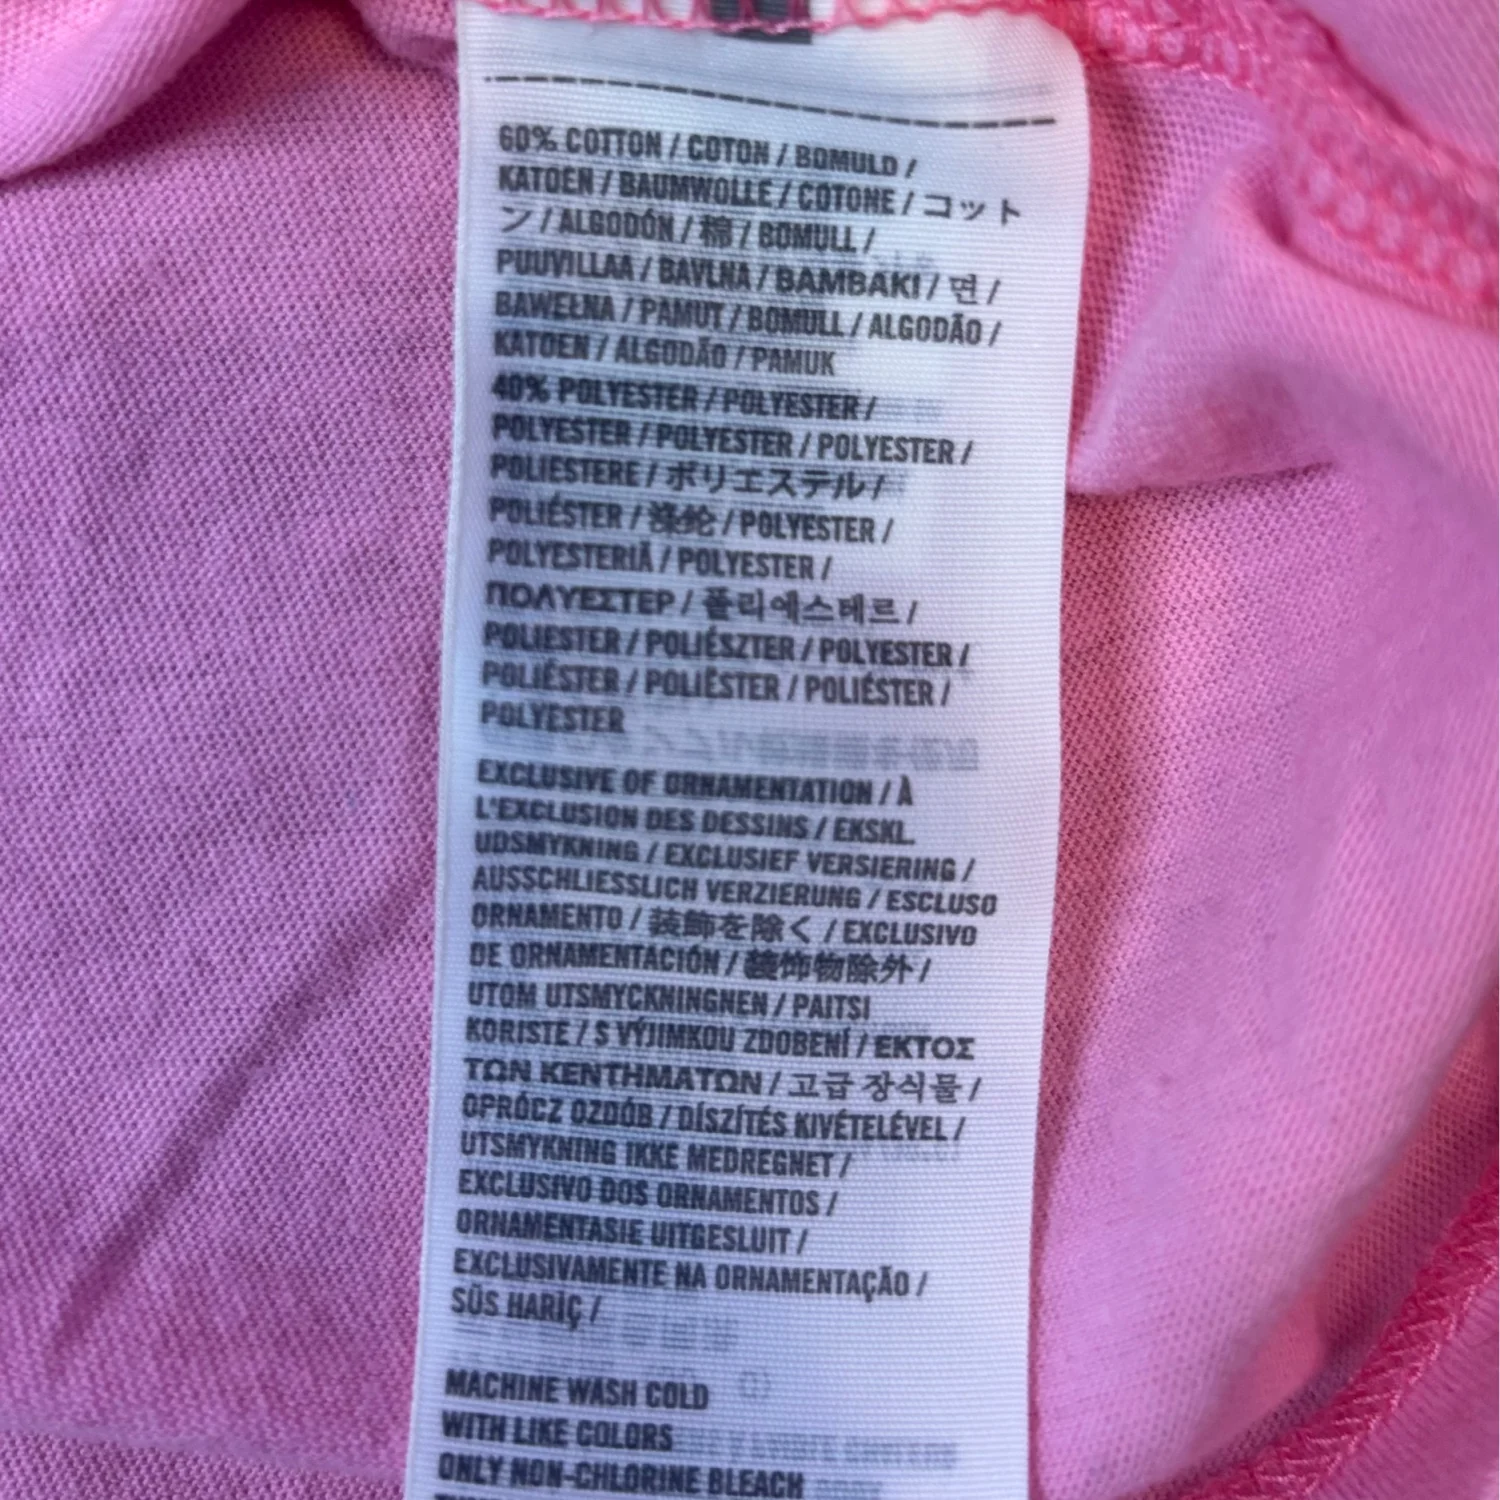 60% COTTON / COTON / BOMULD /
KATOEN / BAUMWOLLE / COTONE / コット
ン / ALGODÓN / 棉 / BOMULL /
PUUVILLAA / BAVLNA / BAMBAKI / 면 /
BAWEŁNA / PAMUT / BOMULL / ALGODÃO /
KATOEN / ALGODÃO / PAMUK
40% POLYESTER / POLYESTER /
POLYESTER / POLYESTER / POLYESTER /
POLIESTERE / ポリエステル /
POLIÉSTER / 涤纶 / POLYESTER /
POLYESTERIÄ / POLYESTER /
ΠΟΛΥΕΣΤΕΡ / 폴리에스테르 /
POLIESTER / POLIÉSZTER / POLYESTER /
POLIÉSTER / POLIËSTER / POLIÉSTER /
POLYESTER
EXCLUSIVE OF ORNAMENTATION / À
L'EXCLUSION DES DESSINS / EKSKL.
UDSMYKNING / EXCLUSIEF VERSIERING /
AUSSCHLIESSLICH VERZIERUNG / ESCLUSO
ORNAMENTO / 装飾を除く / EXCLUSIVO
DE ORNAMENTACIÓN / 装饰物除外 /
UTOM UTSMYCKNINGNEN / PAITSI
KORISTE / S VÝJIMKOU ZDOBENÍ / ΕΚΤΟΣ
ΤΩΝ ΚΕΝΤΗΜΑΤΩΝ / 고급 장식물 /
OPRÓCZ OZDÓB / DÍSZÍTÉS KIVÉTELÉVEL /
UTSMYKNING IKKE MEDREGNET /
EXCLUSIVO DOS ORNAMENTOS /
ORNAMENTASIE UITGESLUIT /
EXCLUSIVAMENTE NA ORNAMENTAÇÃO /
SÜS HARİÇ /
MACHINE WASH COLD
WITH LIKE COLORS
ONLY NON-CHLORINE BLEACH